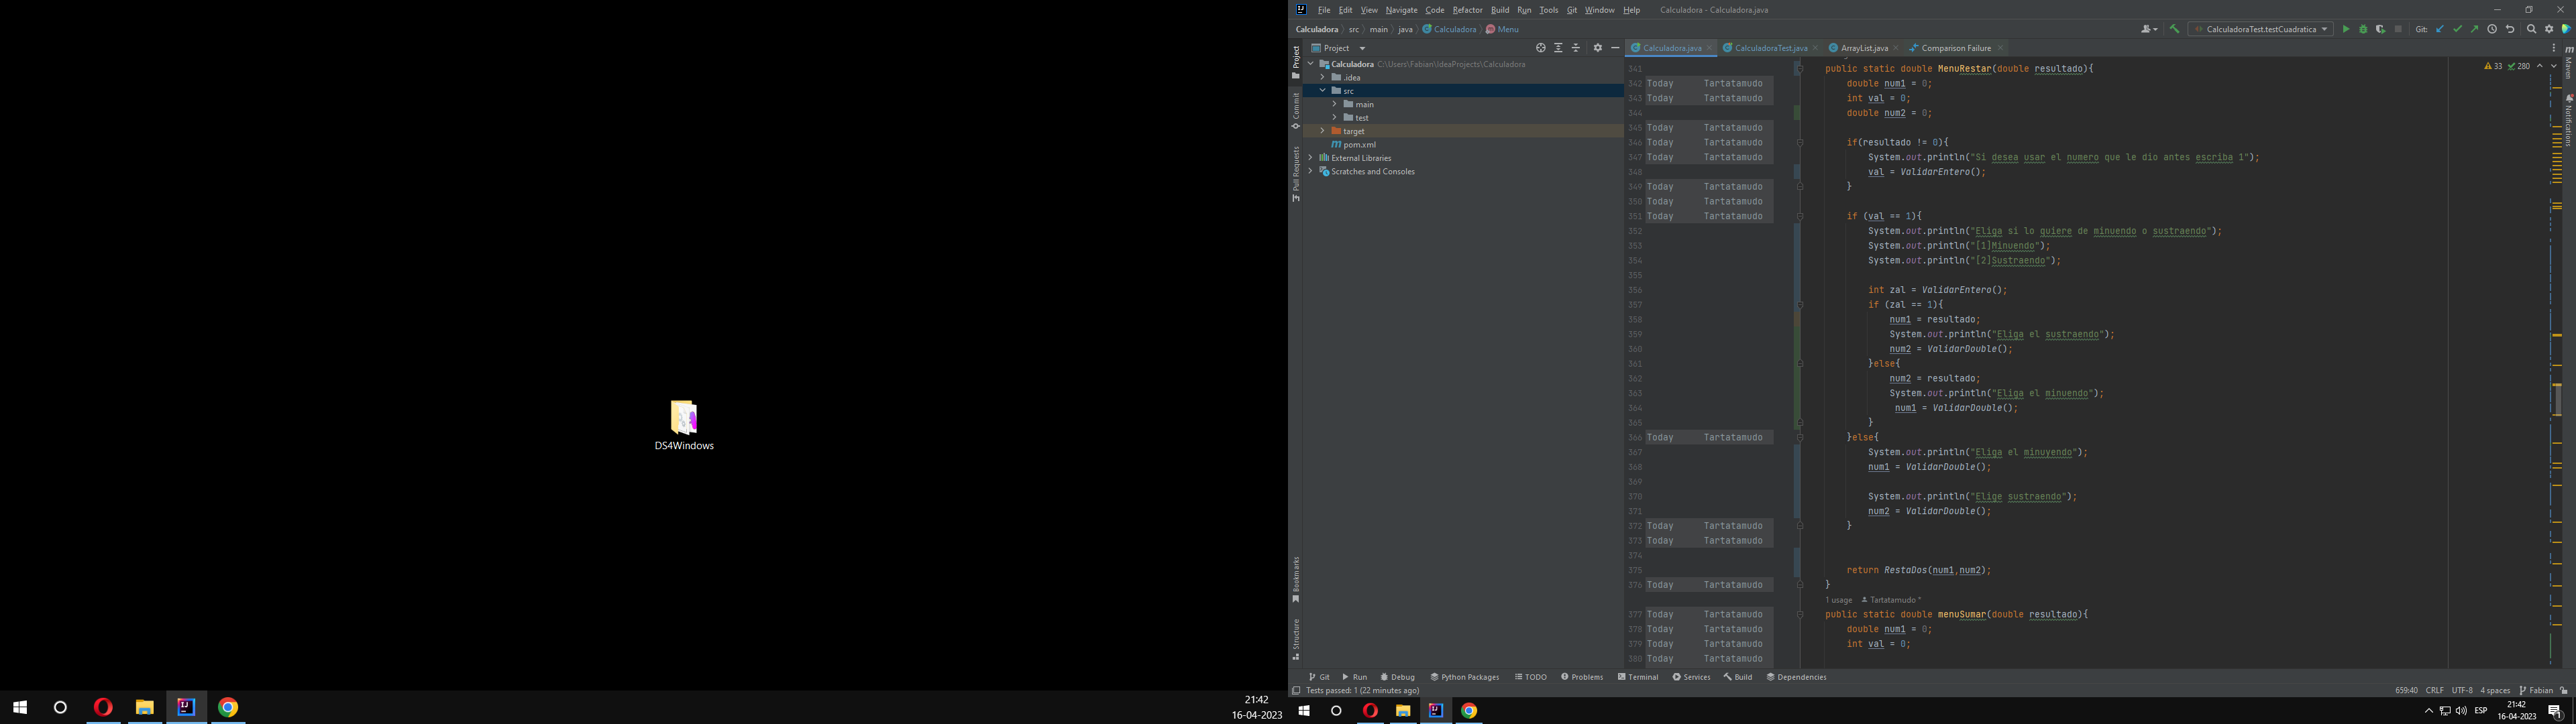 DS4Windows
21:42
16-04-2023
File Edit View Navigate Code Refactor Build Run Tools Git Window Help Calculadora - Calculadora.java
Calculadora src main java Calculadora Menu
CalculadoraTest.testCuadratica Git:
Project
Calculadora.java CalculadoraTest.java ArrayList.java Comparison Failure
Project
Commit
Pull Requests
Bookmarks
Structure
Calculadora C:\Users\Fabian\IdeaProjects\Calculadora
.idea
src
main
test
target
pom.xml
External Libraries
Scratches and Consoles
33 280
Maven
Notifications
341 public static double MenuRestar(double resultado){
342 Today Tartatamudo double num1 = 0;
343 Today Tartatamudo int val = 0;
344 double num2 = 0;
345 Today Tartatamudo
346 Today Tartatamudo if(resultado != 0){
347 Today Tartatamudo System.out.println("Si desea usar el numero que le dio antes escriba 1");
348 val = ValidarEntero();
349 Today Tartatamudo }
350 Today Tartatamudo
351 Today Tartatamudo if (val == 1){
352 System.out.println("Eliga si lo quiere de minuendo o sustraendo");
353 System.out.println("[1]Minuendo");
354 System.out.println("[2]Sustraendo");
355
356 int zal = ValidarEntero();
357 if (zal == 1){
358 num1 = resultado;
359 System.out.println("Eliga el sustraendo");
360 num2 = ValidarDouble();
361 }else{
362 num2 = resultado;
363 System.out.println("Eliga el minuendo");
364 num1 = ValidarDouble();
365 }
366 Today Tartatamudo }else{
367 System.out.println("Eliga el minuyendo");
368 num1 = ValidarDouble();
369
370 System.out.println("Elige sustraendo");
371 num2 = ValidarDouble();
372 Today Tartatamudo }
373 Today Tartatamudo
374
375 return RestaDos(num1,num2);
376 Today Tartatamudo }
1 usage Tartatamudo *
377 Today Tartatamudo public static double menuSumar(double resultado){
378 Today Tartatamudo double num1 = 0;
379 Today Tartatamudo int val = 0;
380 Today Tartatamudo
Git Run Debug Python Packages TODO Problems Terminal Services Build Dependencies
Tests passed: 1 (22 minutes ago)
659:40 CRLF UTF-8 4 spaces Fabian
ESP
21:42
16-04-2023